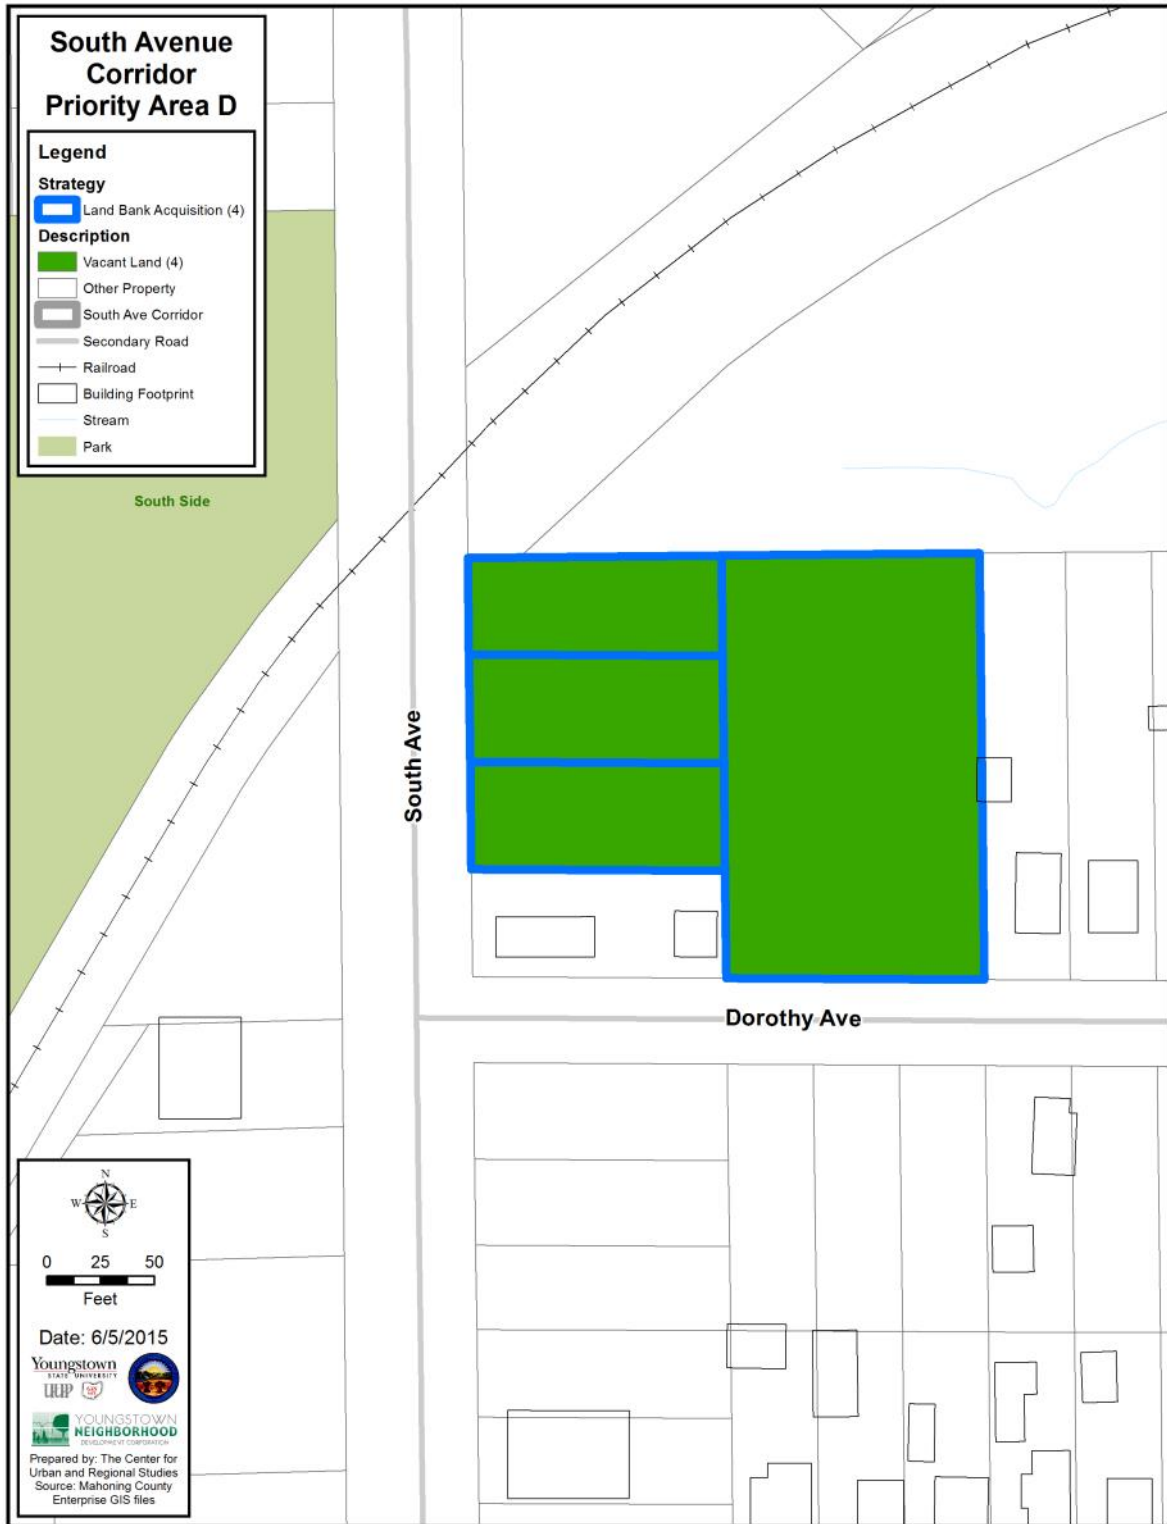 South Avenue
Corridor
Priority Area D
Legend
Strategy
Land Bank Acquisition (4)
Description
Vacant Land (4)
Other Property
South Ave Corridor
Secondary Road
Railroad
Building Footprint
Stream
Park
South Side
South Ave
Dorothy Ave
N
W E
S
0 25 50
Feet
Date: 6/5/2015
Youngstown
STATE UNIVERSITY
YOUNGSTOWN
NEIGHBORHOOD
DEVELOPMENT CORPORATION
Prepared by: The Center for
Urban and Regional Studies
Source: Mahoning County
Enterprise GIS files